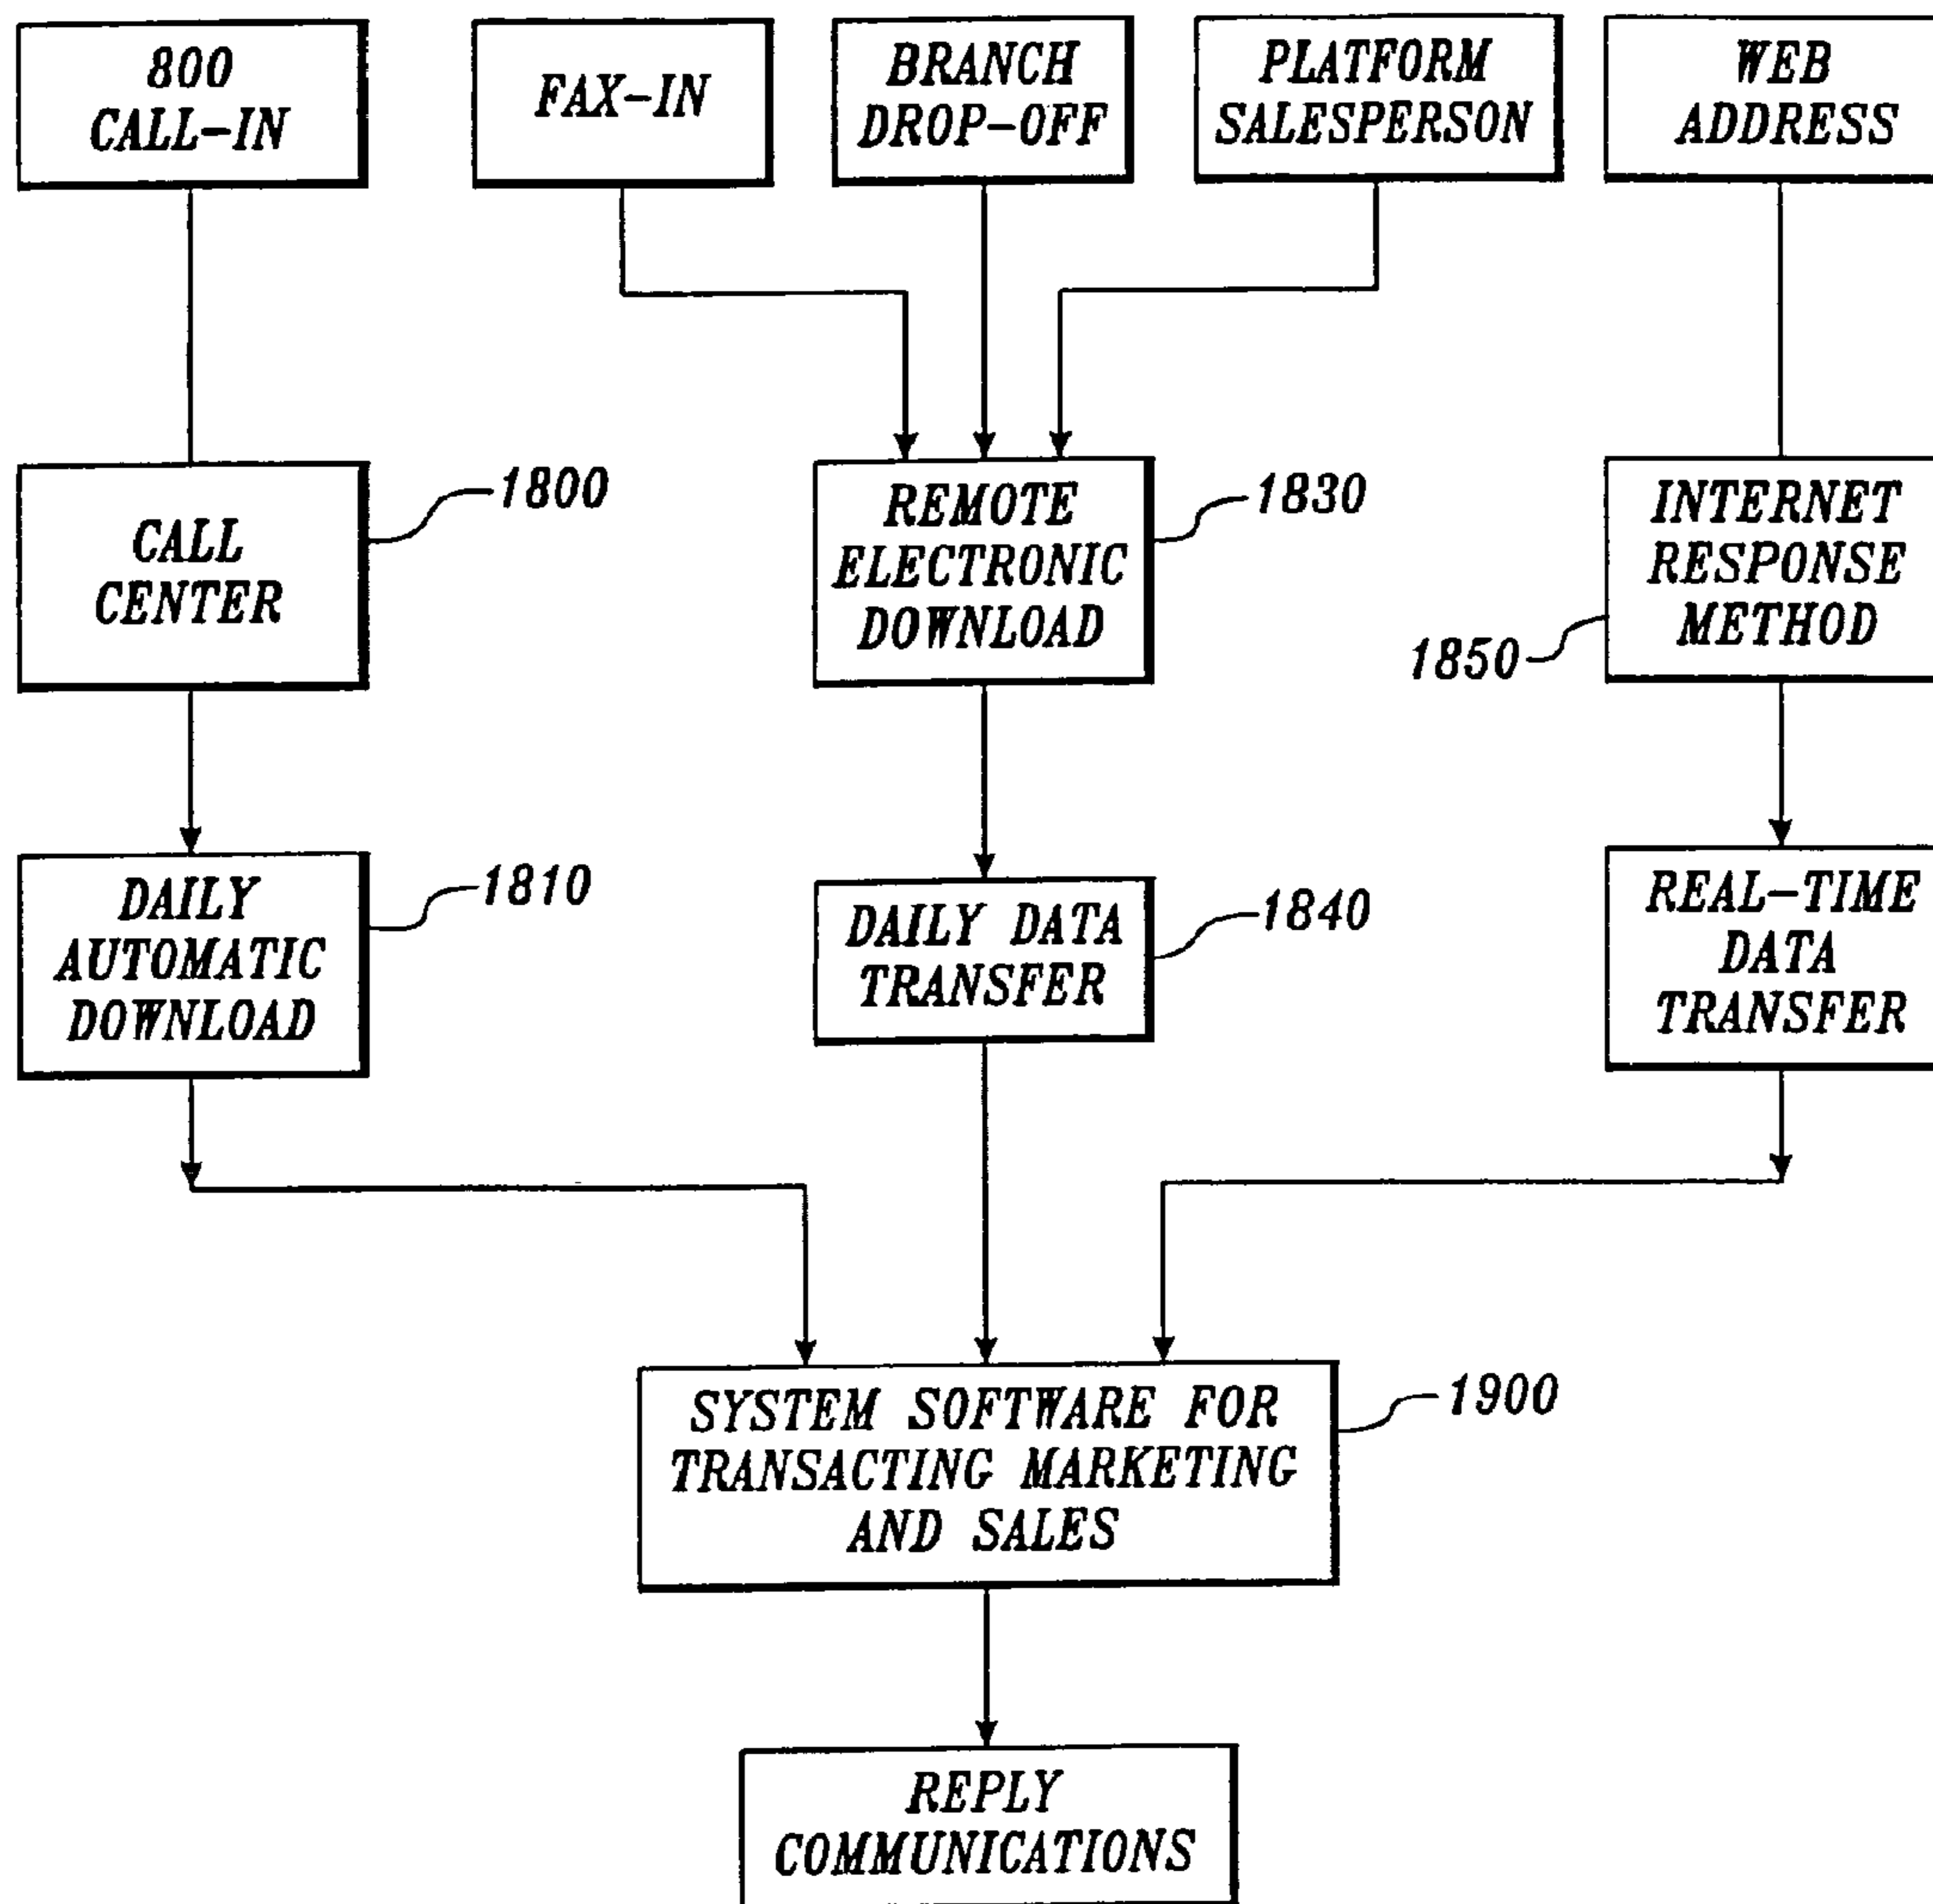 800
CALL-IN
FAX-IN
BRANCH
DROP-OFF
PLATFORM
SALESPERSON
WEB
ADDRESS
CALL
CENTER
1800
REMOTE
ELECTRONIC
DOWNLOAD
1830
INTERNET
RESPONSE
METHOD
1850
DAILY
AUTOMATIC
DOWNLOAD
1810
DAILY DATA
TRANSFER
1840
REAL-TIME
DATA
TRANSFER
SYSTEM SOFTWARE FOR
TRANSACTING MARKETING
AND SALES
1900
REPLY
COMMUNICATIONS